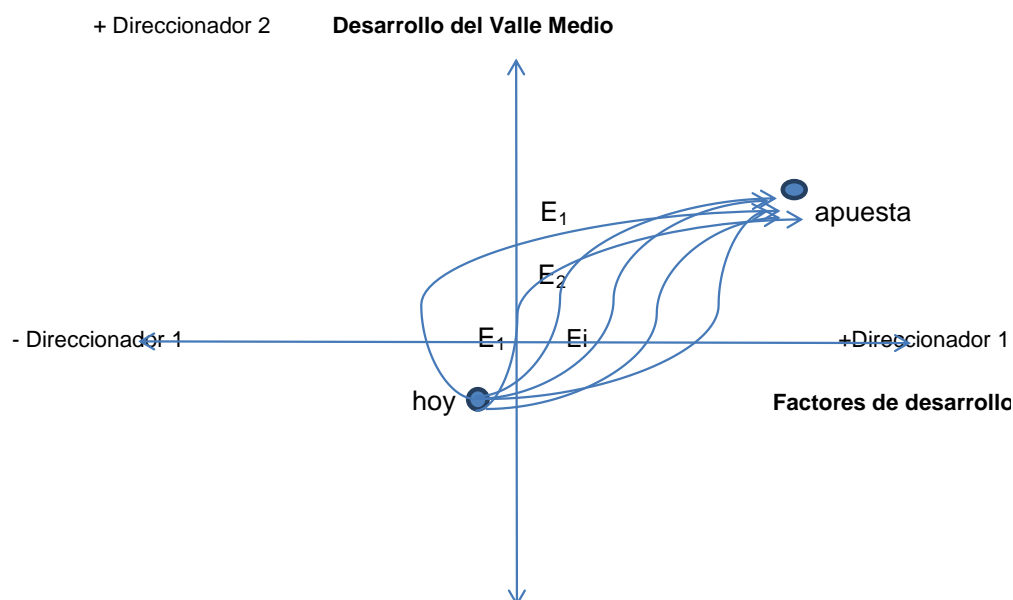 + Direccionador 2
Desarrollo del Valle Medio
E₁
apuesta
E₂
- Direccionador 1
E₁
Ei
+Direccionador 1
hoy
Factores de desarrollo